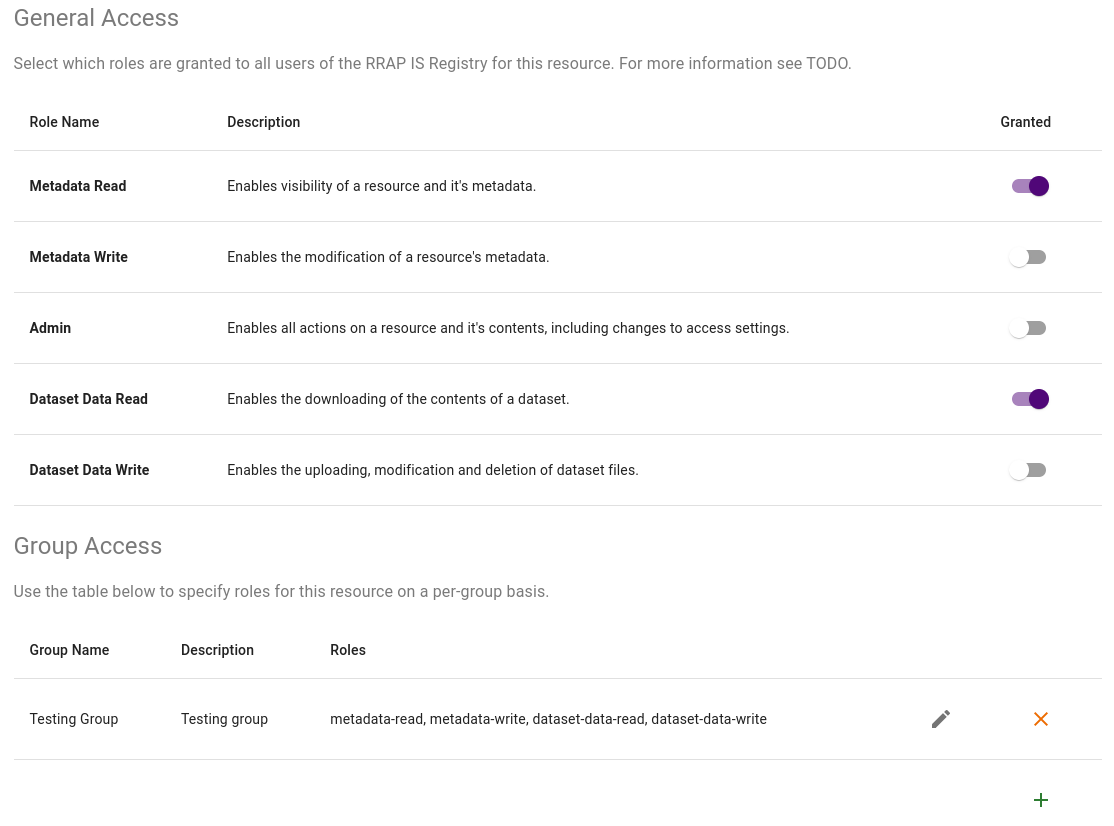 General Access
Select which roles are granted to all users of the RRAP IS Registry for this resource. For more information see TODO.
Role Name Description Granted
Metadata Read Enables visibility of a resource and it's metadata.
Metadata Write Enables the modification of a resource's metadata.
Admin Enables all actions on a resource and it's contents, including changes to access settings.
Dataset Data Read Enables the downloading of the contents of a dataset.
Dataset Data Write Enables the uploading, modification and deletion of dataset files.
Group Access
Use the table below to specify roles for this resource on a per-group basis.
Group Name Description Roles
Testing Group Testing group metadata-read, metadata-write, dataset-data-read, dataset-data-write